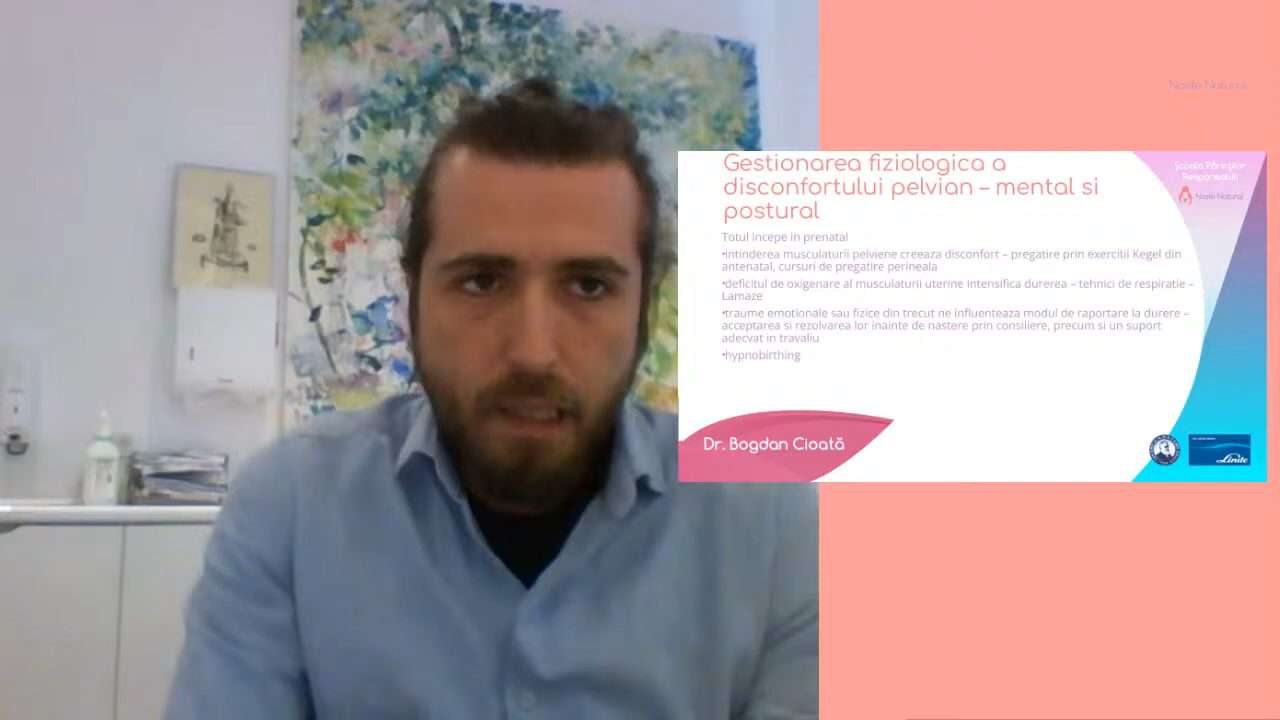 Naște Natural
Gestionarea fiziologica a
disconfortului pelvian – mental si
postural
Școala Părinților
Responsabili
Naște Natural
Totul incepe in prenatal
•intinderea musculaturii pelviene creeaza disconfort – pregatire prin exercitii Kegel din
antenatal, cursuri de pregatire perineala
•deficitul de oxigenare al musculaturii uterine intensifica durerea – tehnici de respiratie –
Lamaze
•traume emotionale sau fizice din trecut ne influenteaza modul de raportare la durere –
acceptarea si rezolvarea lor inainte de nastere prin consiliere, precum si un suport
adecvat in travaliu
•hypnobirthing
Dr. Bogdan Cioată
Linde